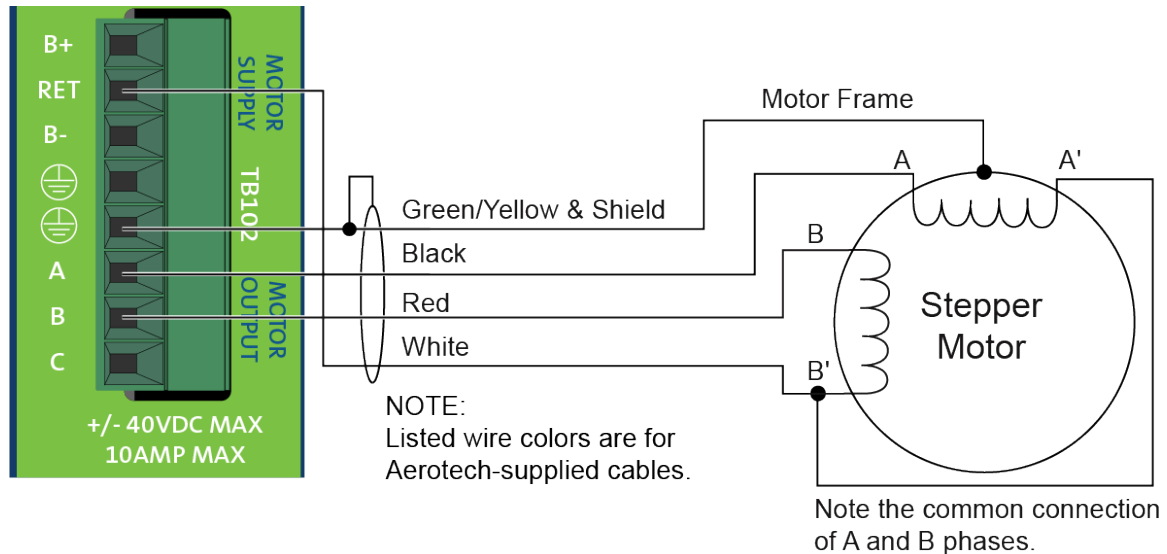 B+
RET
B-
A
B
C
MOTOR
SUPPLY
TB102
MOTOR
OUTPUT
+/- 40VDC MAX
10AMP MAX
Motor Frame
A
A'
Green/Yellow & Shield
Black
B
Red
White
B'
Stepper
Motor
NOTE:
Listed wire colors are for
Aerotech-supplied cables.
Note the common connection
of A and B phases.